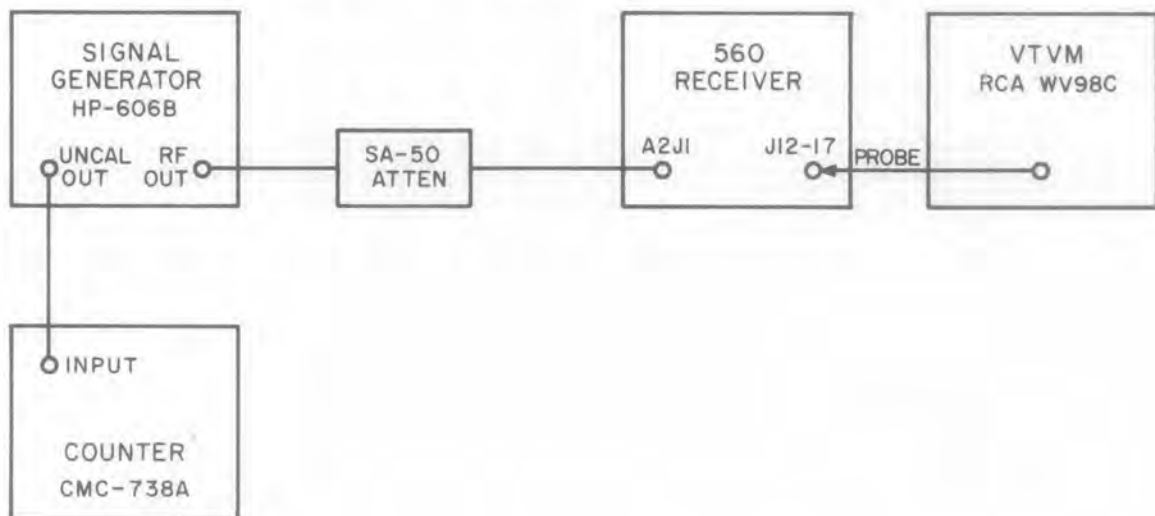 SIGNAL
GENERATOR
HP-606B
UNCAL
OUT
RF
OUT
SA-50
ATTEN
560
RECEIVER
A2J1
J12-17
PROBE
VTVM
RCA WV98C
INPUT
COUNTER
CMC-738A